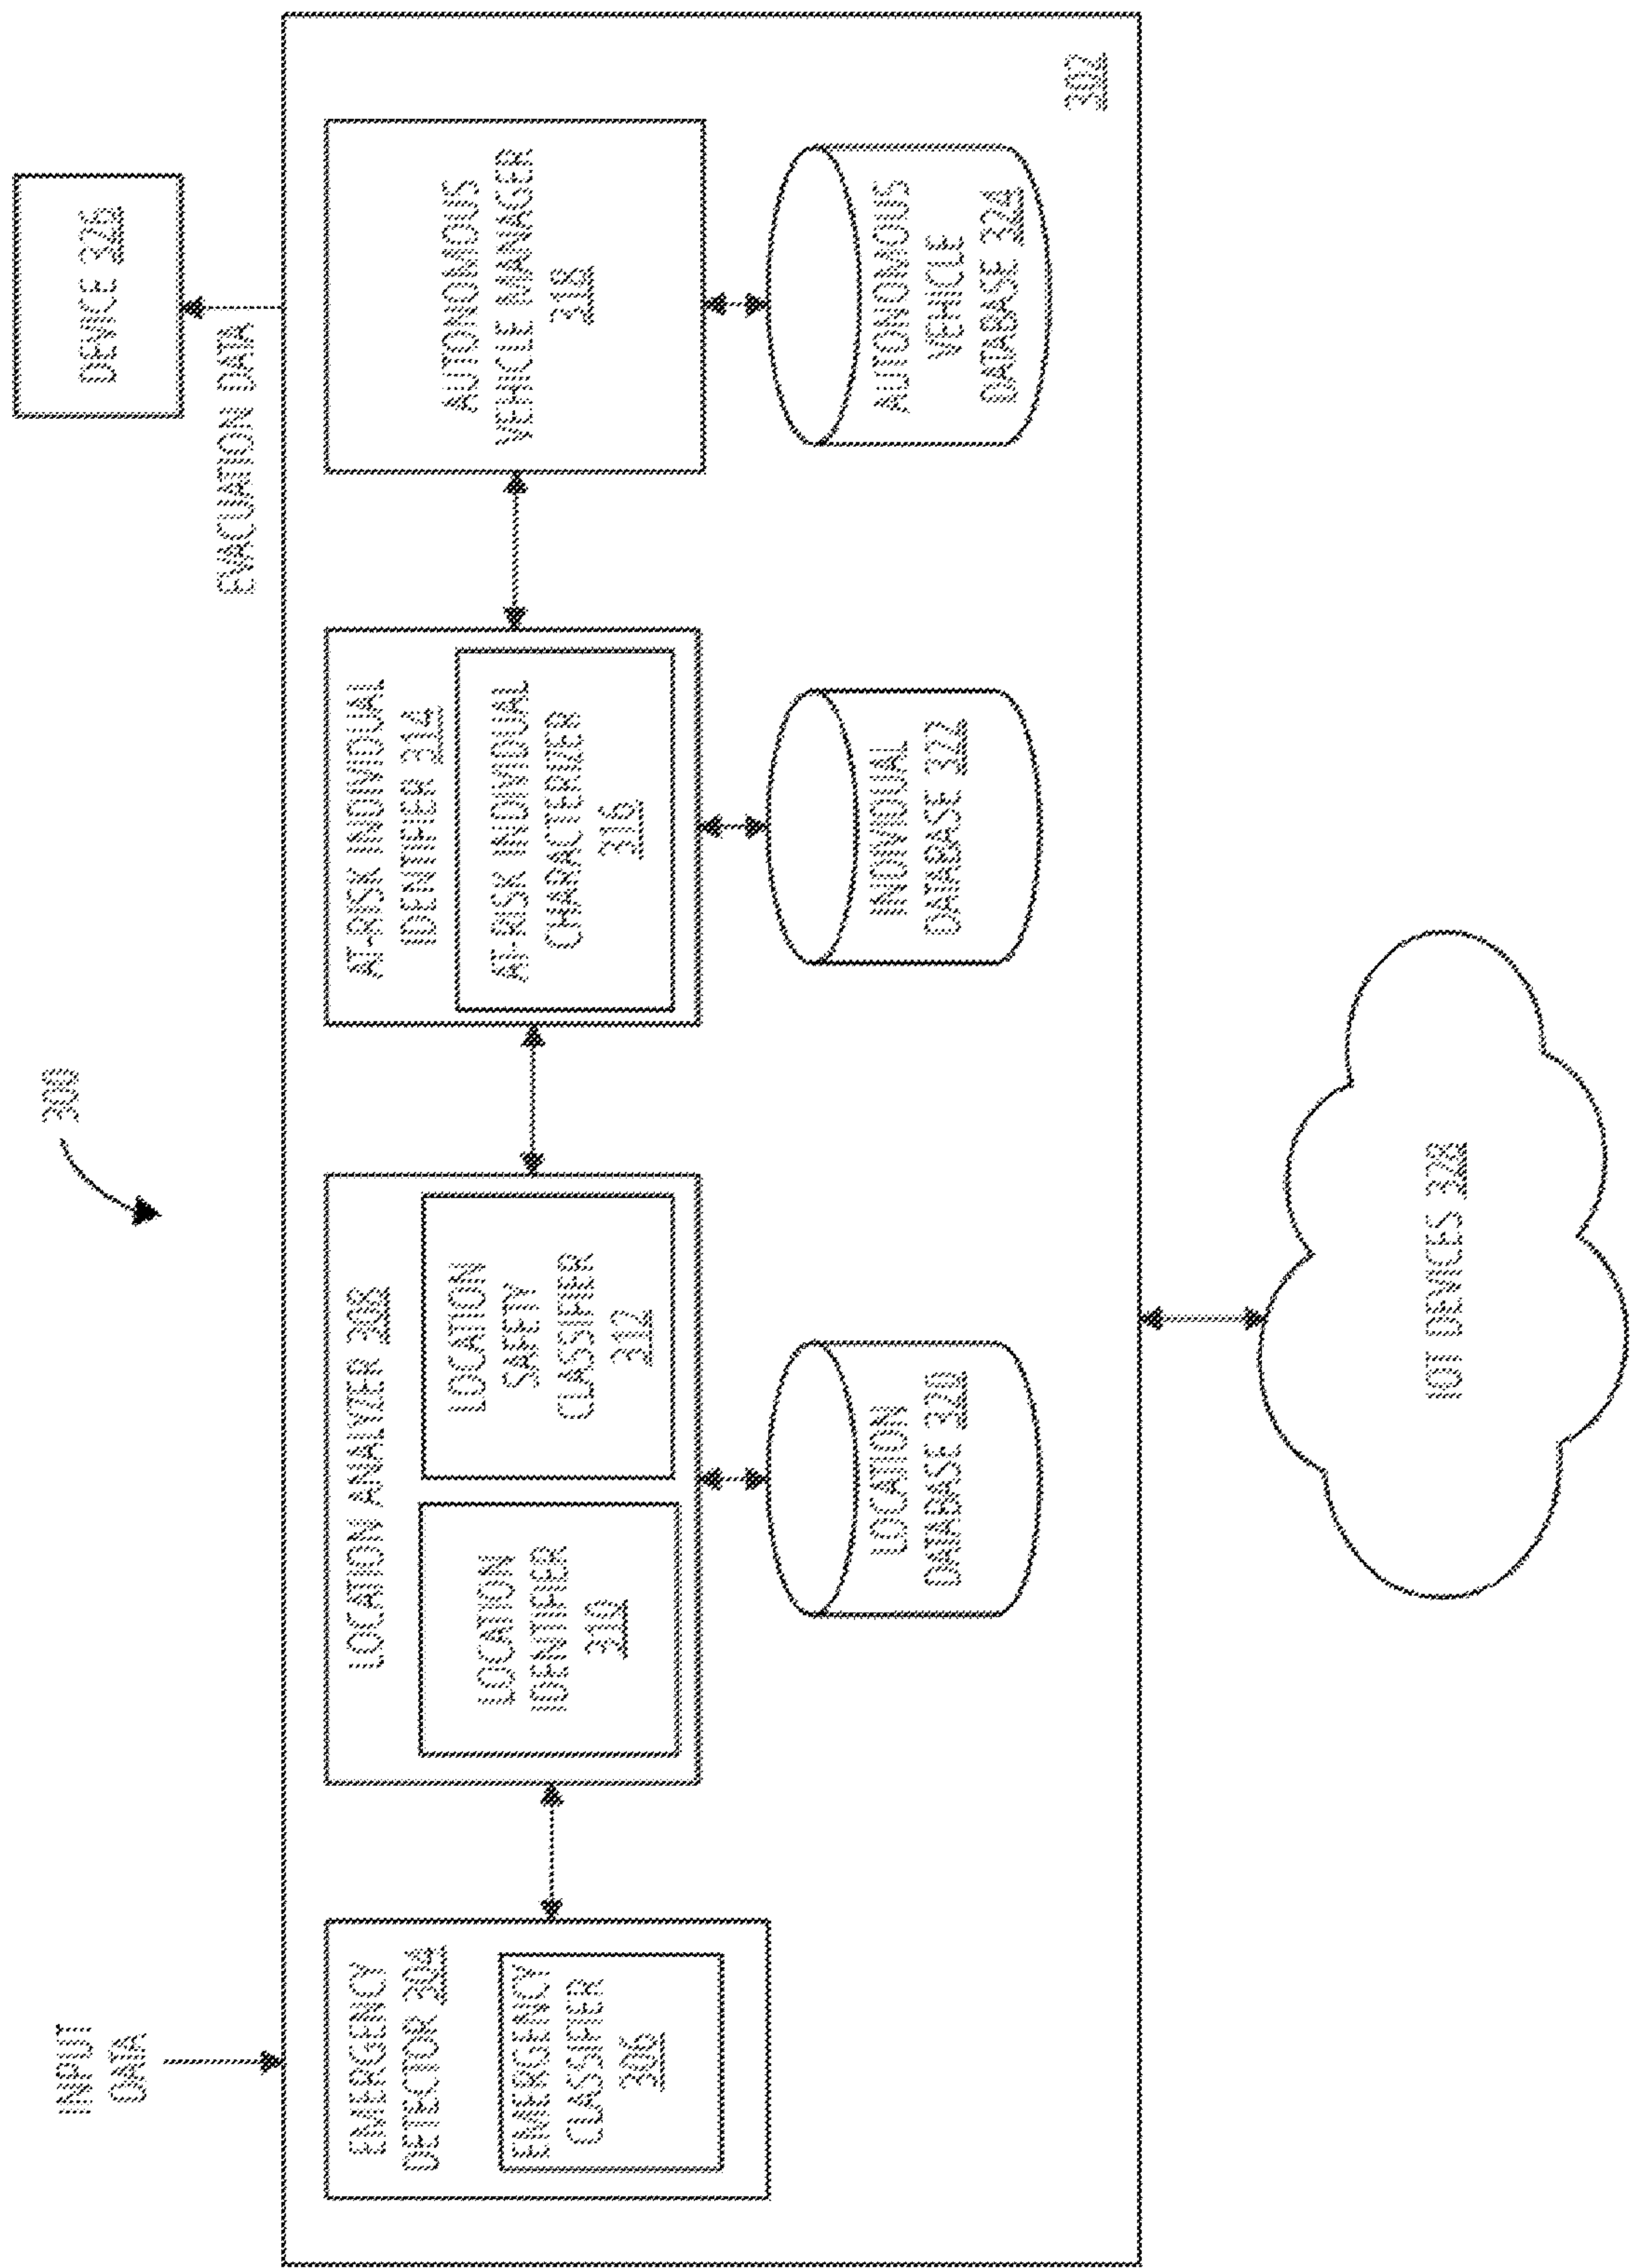 300
INPUT
DATA
EVACUATION DATA
DEVICE 326
EMERGENCY
DETECTOR 304
EMERGENCY
CLASSIFIER
306
LOCATION ANALYZER 308
LOCATION
IDENTIFIER
310
LOCATION
SAFETY
CLASSIFIER
312
AT-RISK INDIVIDUAL
IDENTIFIER 314
AT-RISK INDIVIDUAL
CHARACTERIZER
316
AUTONOMOUS
VEHICLE MANAGER
318
LOCATION
DATABASE 320
INDIVIDUAL
DATABASE 322
AUTONOMOUS
VEHICLE
DATABASE 324
302
IOT DEVICES 328